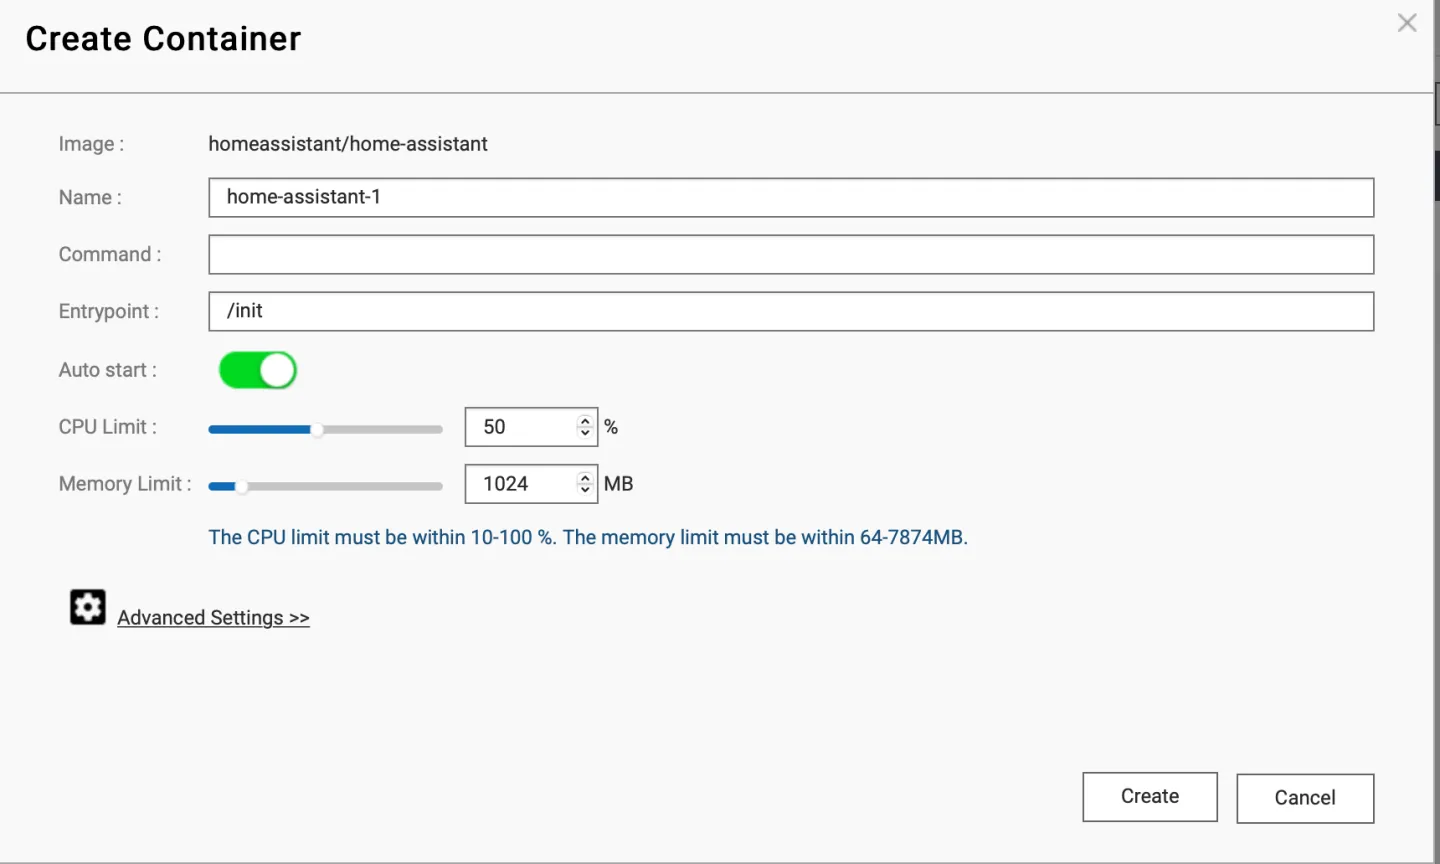 Create Container
Image : homeassistant/home-assistant
Name : home-assistant-1
Command :
Entrypoint : /init
Auto start :
CPU Limit : 50 %
Memory Limit : 1024 MB
The CPU limit must be within 10-100 %. The memory limit must be within 64-7874MB.
Advanced Settings >>
Create Cancel